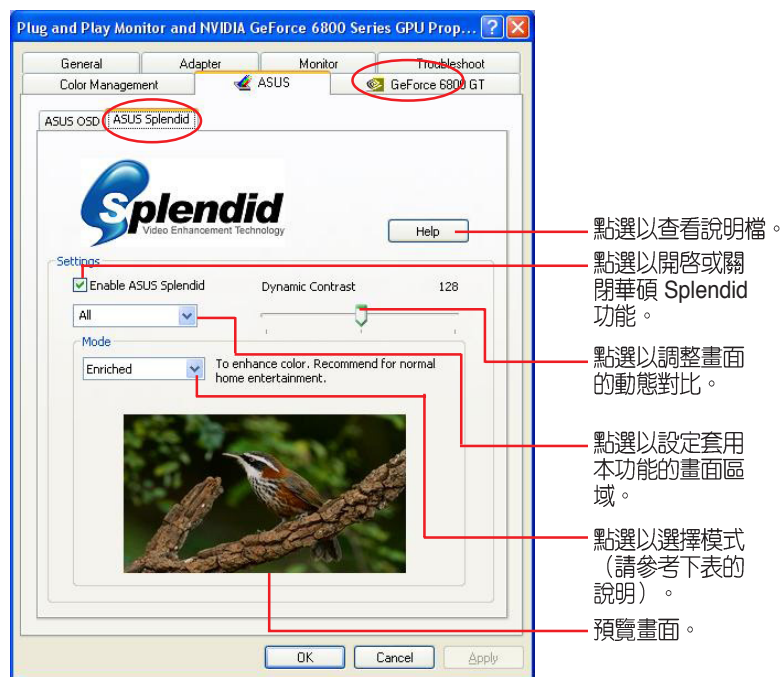 Plug and Play Monitor and NVIDIA GeForce 6800 Series GPU Prop...
General
Adapter
Monitor
Troubleshoot
Color Management
ASUS
GeForce 6800 GT
ASUS OSD
ASUS Splendid
Splendid
Video Enhancement Technology
Help
Settings
Enable ASUS Splendid
Dynamic Contrast
128
All
Mode
Enriched
To enhance color. Recommend for normal
home entertainment.
OK
Cancel
Apply
點選以查看說明檔。
點選以開啟或關
閉華碩 Splendid
功能。
點選以調整畫面
的動態對比。
點選以設定套用
本功能的畫面區
域。
點選以選擇模式
（請參考下表的
說明）。
預覽畫面。